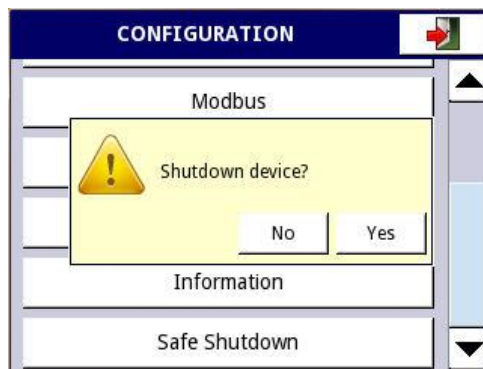 CONFIGURATION
Modbus
Shutdown device?
No Yes
Information
Safe Shutdown